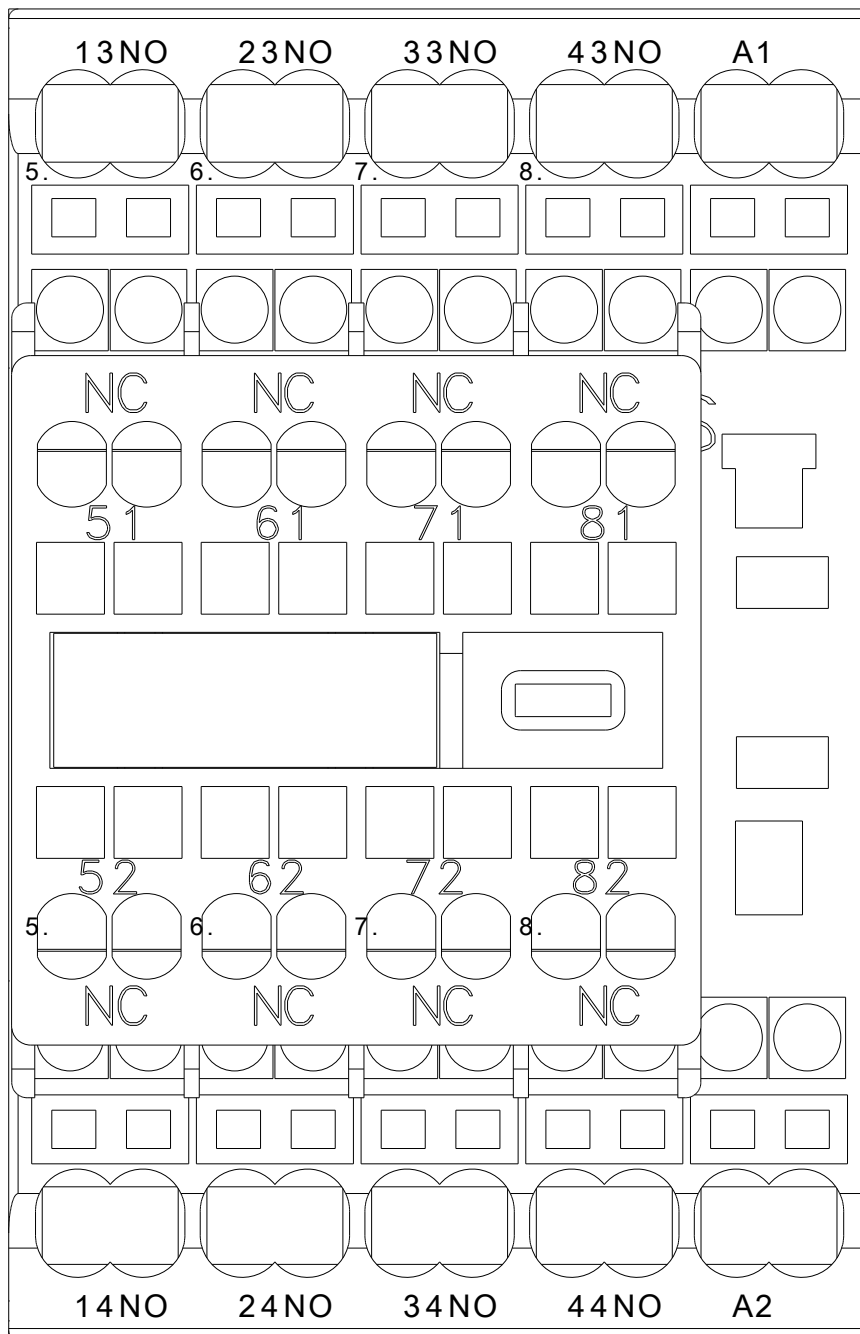 13NO 23NO 33NO 43NO A1
5. 6. 7. 8.
NC NC NC NC
51 61 71 81
52 62 72 82
5. 6. 7. 8.
NC NC NC NC
14NO 24NO 34NO 44NO A2